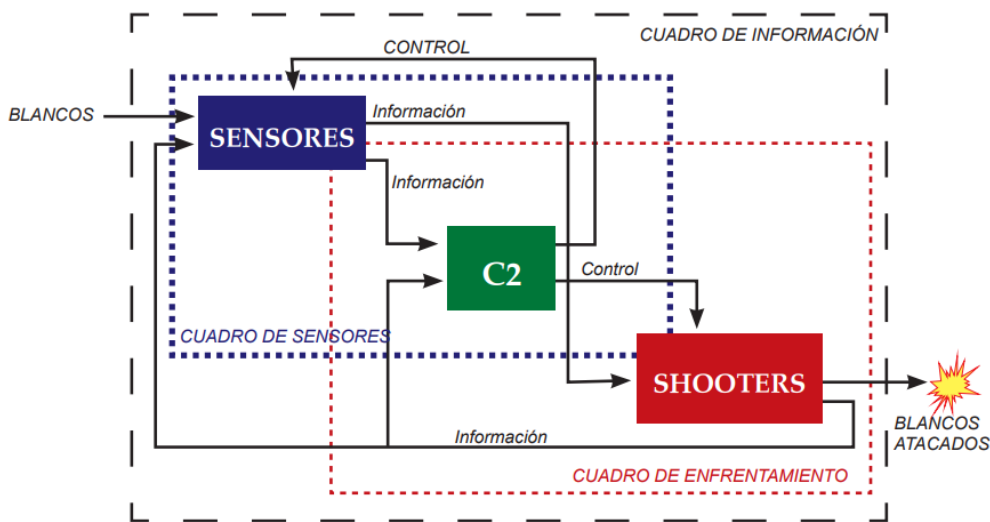 CUADRO DE INFORMACIÓN
CONTROL
BLANCOS
Información
SENSORES
Información
C2
Control
CUADRO DE SENSORES
SHOOTERS
BLANCOS
ATACADOS
Información
CUADRO DE ENFRENTAMIENTO